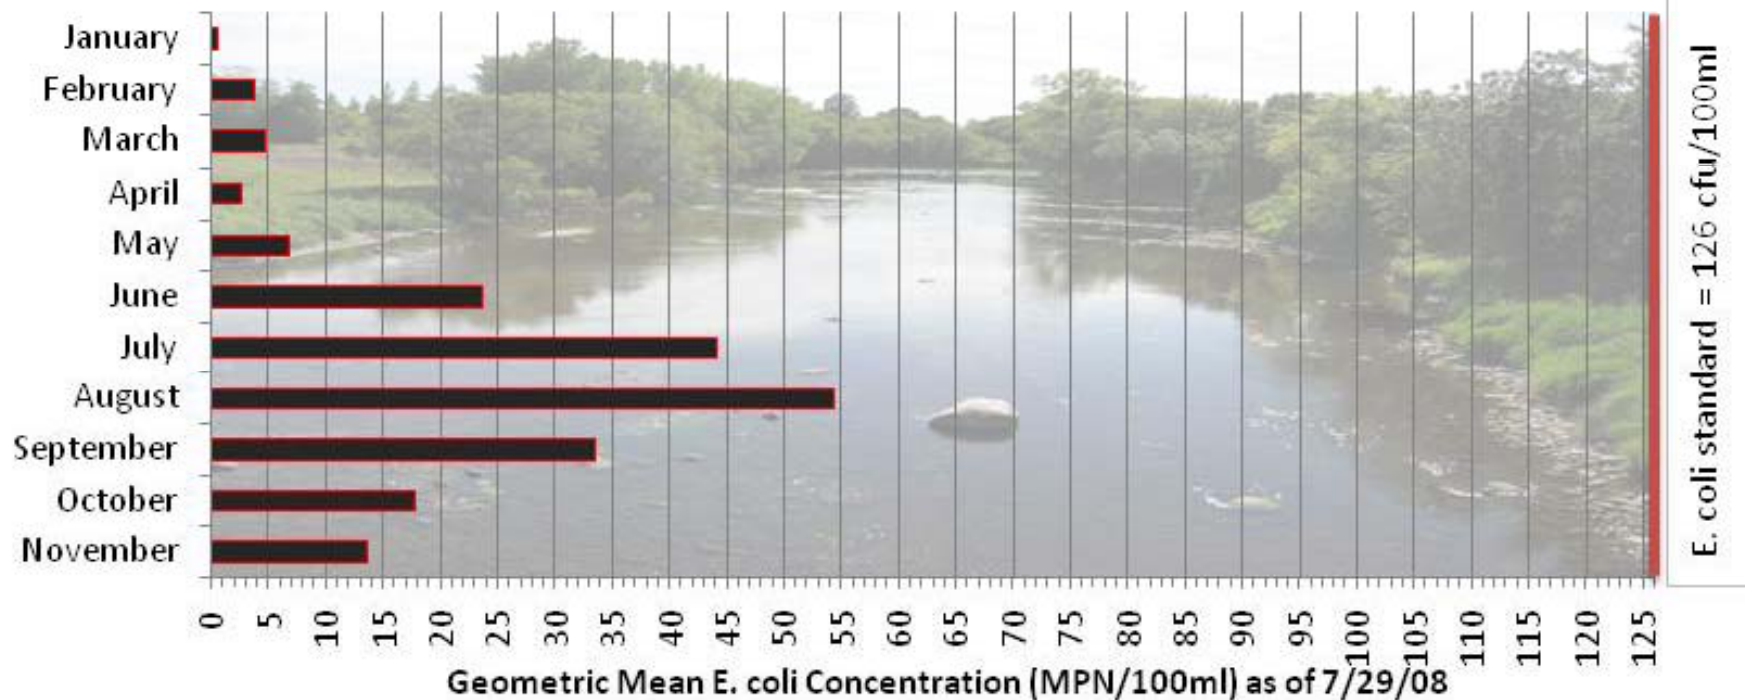 January
February
March
April
May
June
July
August
September
October
November
0 5 10 15 20 25 30 35 40 45 50 55 60 65 70 75 80 85 90 95 100 105 110 115 120 125
Geometric Mean E. coli Concentration (MPN/100ml) as of 7/29/08
E. coli standard = 126 cfu/100ml